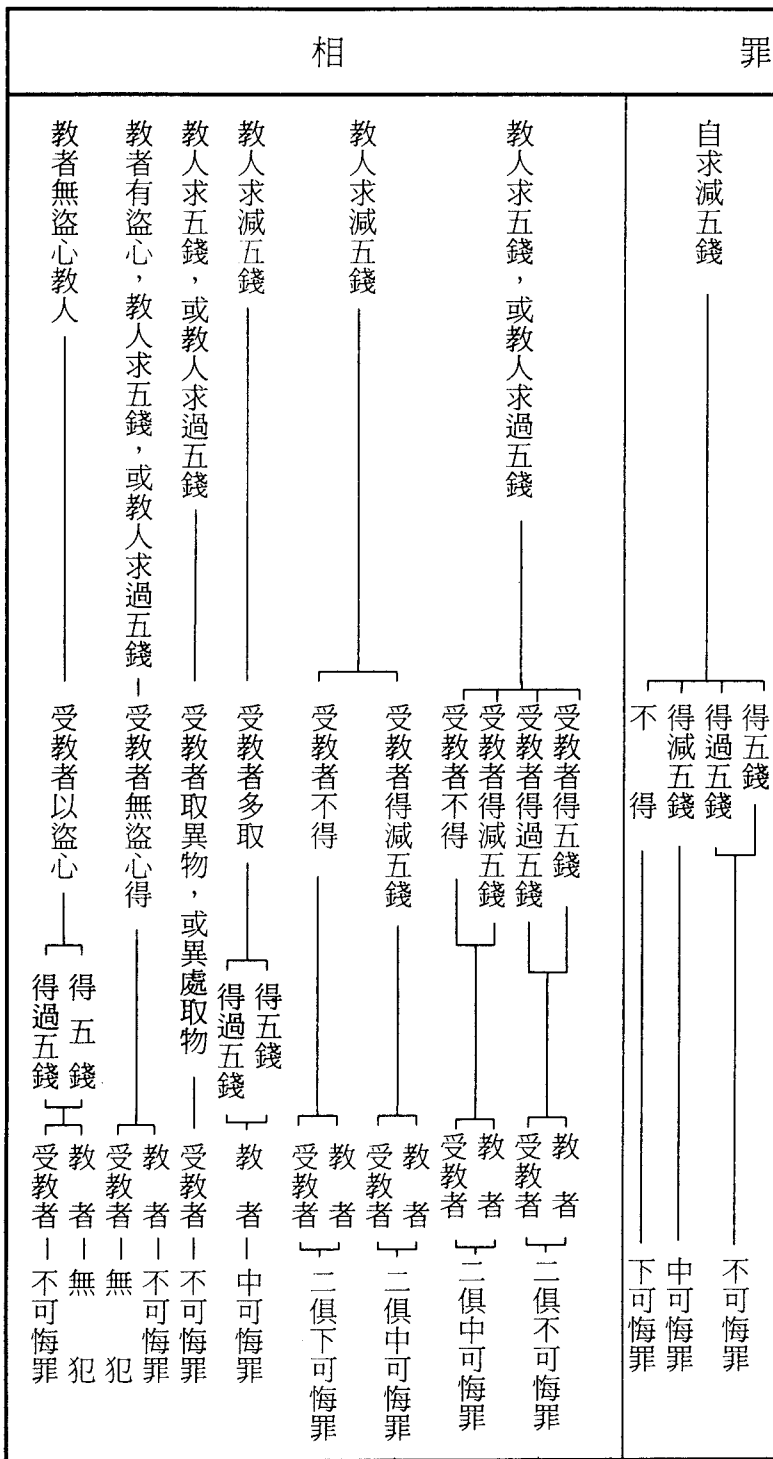 罪相
自求減五錢
得五錢
得過五錢
得減五錢
不得
不可悔罪
中可悔罪
下可悔罪
教人求五錢，或教人求過五錢
受教者得五錢
受教者得過五錢
受教者得減五錢
受教者不得
教者
受教者
二俱不可悔罪
教者
受教者
二俱中可悔罪
教人求減五錢
受教者得減五錢
受教者不得
教者
受教者
二俱中可悔罪
教者
受教者
二俱下可悔罪
教人求減五錢
受教者多取
得五錢
得過五錢
教者
中可悔罪
教人求五錢，或教人求過五錢
受教者取異物，或異處取物
受教者
不可悔罪
教者有盜心，教人求五錢，或教人求過五錢
受教者無盜心得
教者
不可悔罪
受教者
無犯
教者無盜心教人
受教者以盜心
得五錢
得過五錢
教者
無犯
受教者
不可悔罪